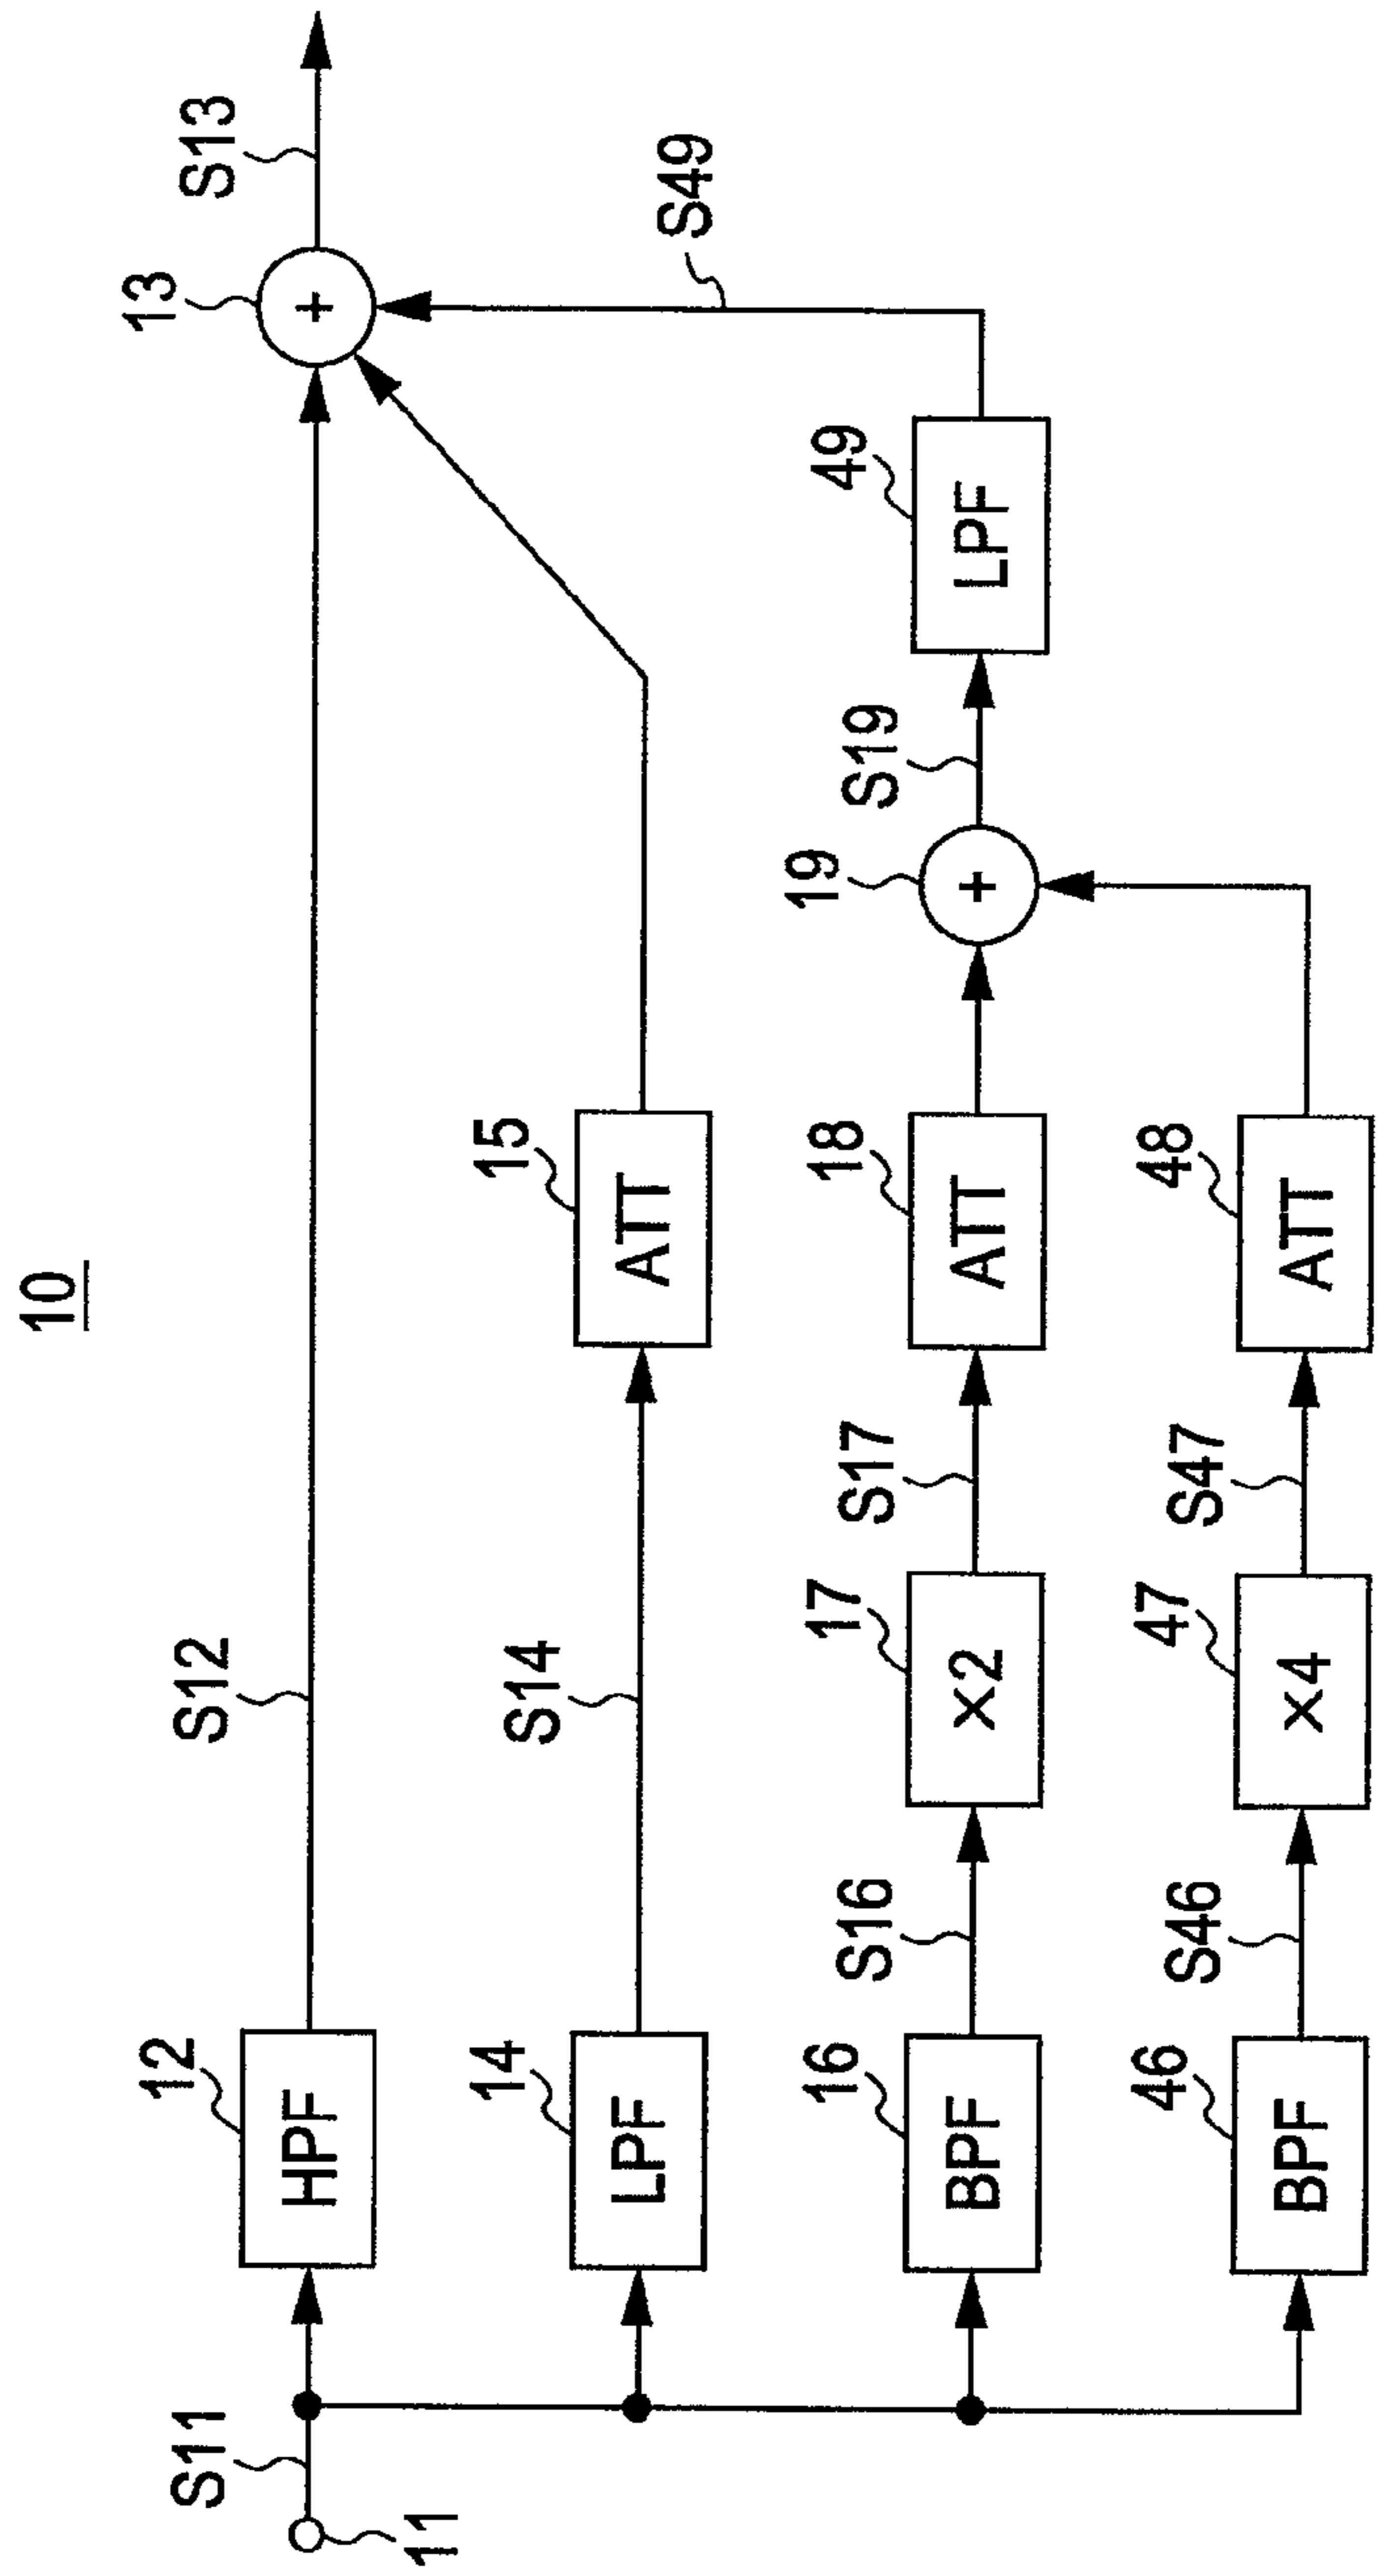 10
S11
11
12
HPF
S12
13
+
S13
14
LPF
S14
15
ATT
S49
16
BPF
S16
17
×2
S17
18
ATT
19
+
S19
49
LPF
46
BPF
S46
47
×4
S47
48
ATT